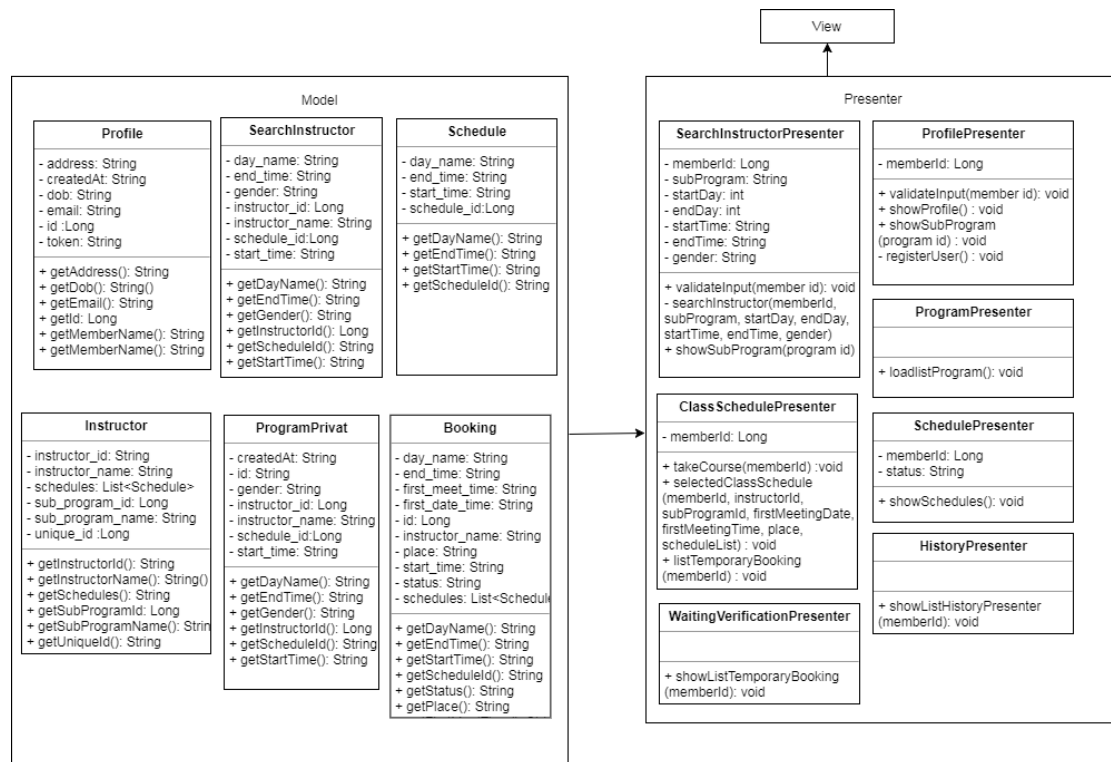 View
Model
Profile
- address: String
- createdAt: String
- dob: String
- email: String
- id :Long
- token: String
+ getAddress(): String
+ getDob(): String()
+ getEmail(): String
+ getId: Long
+ getMemberName(): String
+ getMemberName(): String
SearchInstructor
- day_name: String
- end_time: String
- gender: String
- instructor_id: Long
- instructor_name: String
- schedule_id:Long
- start_time: String
+ getDayName(): String
+ getEndTime(): String
+ getGender(): String
+ getInstructorId(): Long
+ getScheduleId(): String
+ getStartTime(): String
Schedule
- day_name: String
- end_time: String
- start_time: String
- schedule_id:Long
+ getDayName(): String
+ getEndTime(): String
+ getStartTime(): String
+ getScheduleId(): String
Instructor
- instructor_id: String
- instructor_name: String
- schedules: List<Schedule>
- sub_program_id: Long
- sub_program_name: String
- unique_id :Long
+ getInstructorId(): String
+ getInstructorName(): String()
+ getSchedules(): String
+ getSubProgramId: Long
+ getSubProgramName(): Strin
+ getUniqueId(): String
ProgramPrivat
- createdAt: String
- id: String
- gender: String
- instructor_id: Long
- instructor_name: String
- schedule_id:Long
- start_time: String
+ getDayName(): String
+ getEndTime(): String
+ getGender(): String
+ getInstructorId(): Long
+ getScheduleId(): String
+ getStartTime(): String
Booking
- day_name: String
- end_time: String
- first_meet_time: String
- first_date_time: String
- id: Long
- instructor_name: String
- place: String
- start_time: String
- status: String
- schedules: List<Schedule
+ getDayName(): String
+ getEndTime(): String
+ getStartTime(): String
+ getScheduleId(): String
+ getStatus(): String
+ getPlace(): String
Presenter
SearchInstructorPresenter
- memberId: Long
- subProgram: String
- startDay: int
- endDay: int
- startTime: String
- endTime: String
- gender: String
+ validateInput(member id): void
- searchInstructor(memberId,
subProgram, startDay, endDay,
startTime, endTime, gender)
+ showSubProgram(program id)
ProfilePresenter
- memberId: Long
+ validateInput(member id): void
+ showProfile() : void
+ showSubProgram
(program id) : void
- registerUser() : void
ProgramPresenter
+ loadlistProgram(): void
ClassSchedulePresenter
- memberId: Long
+ takeCourse(memberId) :void
+ selectedClassSchedule
(memberId, instructorId,
subProgramId, firstMeetingDate,
firstMeetingTime, place,
scheduleList) : void
+ listTemporaryBooking
(memberId) : void
SchedulePresenter
- memberId: Long
- status: String
+ showSchedules(): void
HistoryPresenter
+ showListHistoryPresenter
(memberId): void
WaitingVerificationPresenter
+ showListTemporaryBooking
(memberId): void